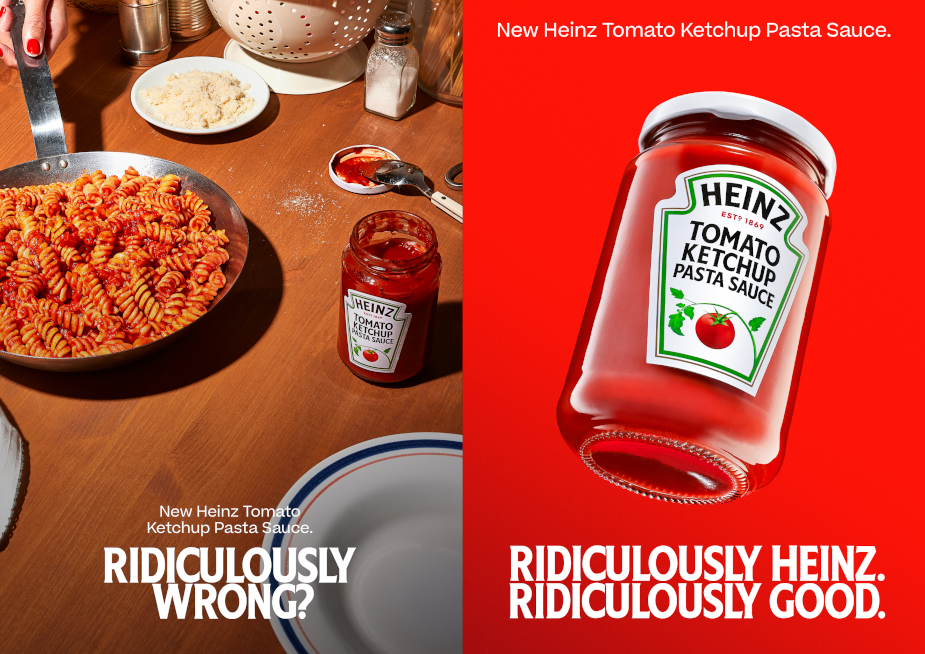 HEINZ
TOMATO
KETCHUP
PASTA SAUCE
New Heinz Tomato
Ketchup Pasta Sauce.
RIDICULOUSLY
WRONG?
New Heinz Tomato Ketchup Pasta Sauce.
HEINZ
ESTD 1869
TOMATO
KETCHUP
PASTA SAUCE
RIDICULOUSLY HEINZ.
RIDICULOUSLY GOOD.